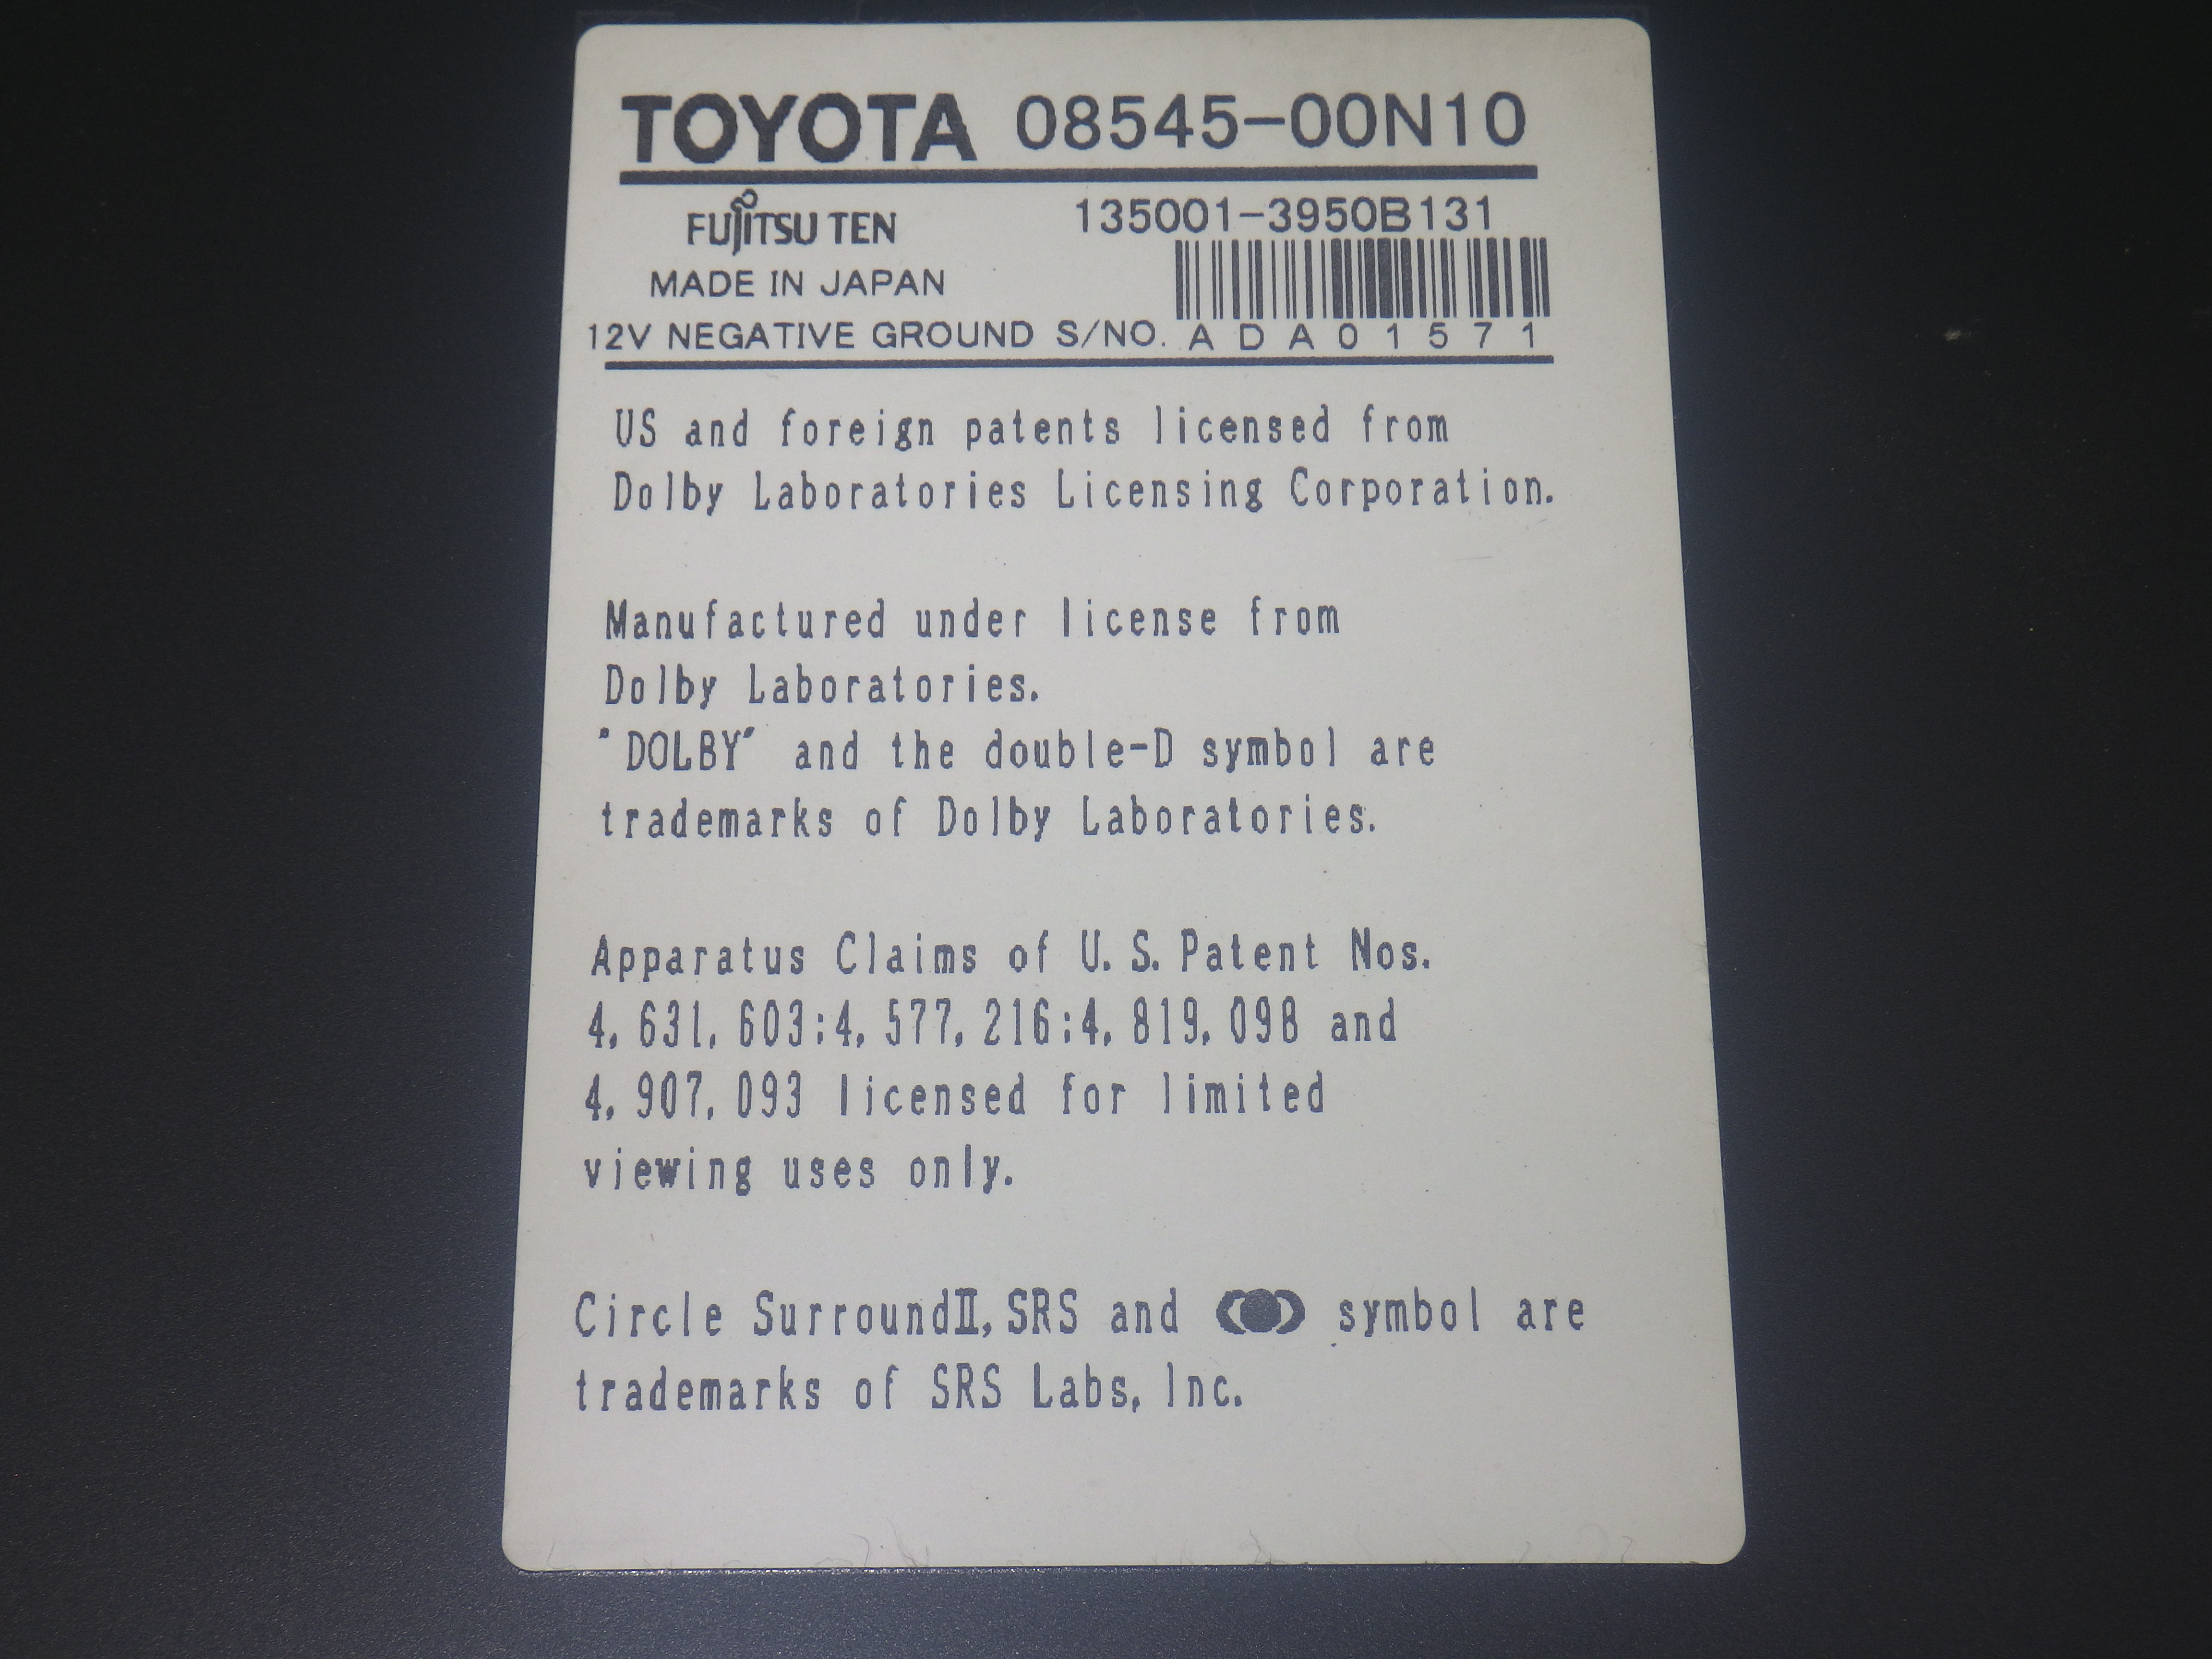 TOYOTA 08545-00N10
FUJITSU TEN 135001-3950B131
MADE IN JAPAN
12V NEGATIVE GROUND S/NO. ADA01571
US and foreign patents licensed from
Dolby Laboratories Licensing Corporation.
Manufactured under license from
Dolby Laboratories.
"DOLBY" and the double-D symbol are
trademarks of Dolby Laboratories.
Apparatus Claims of U.S. Patent Nos.
4,631,603:4,577,216:4,819,098 and
4,907,093 licensed for limited
viewing uses only.
Circle SurroundⅡ, SRS and symbol are
trademarks of SRS Labs, Inc.